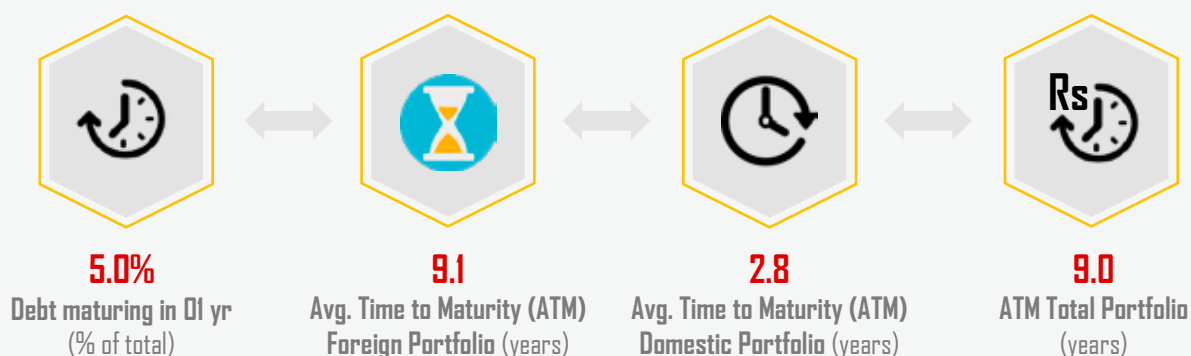 Rs
5.0%
Debt maturing in 01 yr
(% of total)
9.1
Avg. Time to Maturity (ATM)
Foreign Portfolio (years)
2.8
Avg. Time to Maturity (ATM)
Domestic Portfolio (years)
9.0
ATM Total Portfolio
(years)